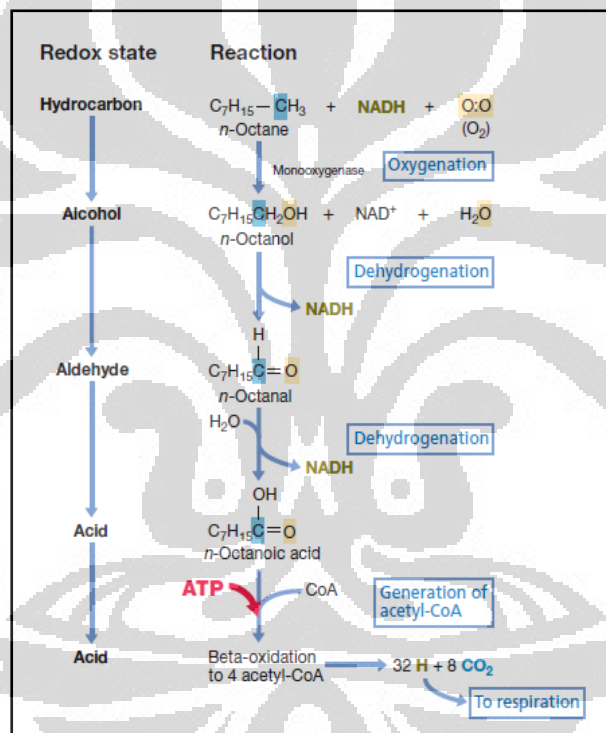 Redox state Reaction
Hydrocarbon C₇H₁₅—CH₃ + NADH + O:O
n-Octane (O₂)
Monooxygenase Oxygenation
Alcohol C₇H₁₅CH₂OH + NAD⁺ + H₂O
n-Octanol
Dehydrogenation
NADH
H
Aldehyde C₇H₁₅C=O
n-Octanal
H₂O
Dehydrogenation
NADH
OH
Acid C₇H₁₅C=O
n-Octanoic acid
ATP CoA Generation of
acetyl-CoA
Acid Beta-oxidation
to 4 acetyl-CoA 32 H + 8 CO₂
To respiration